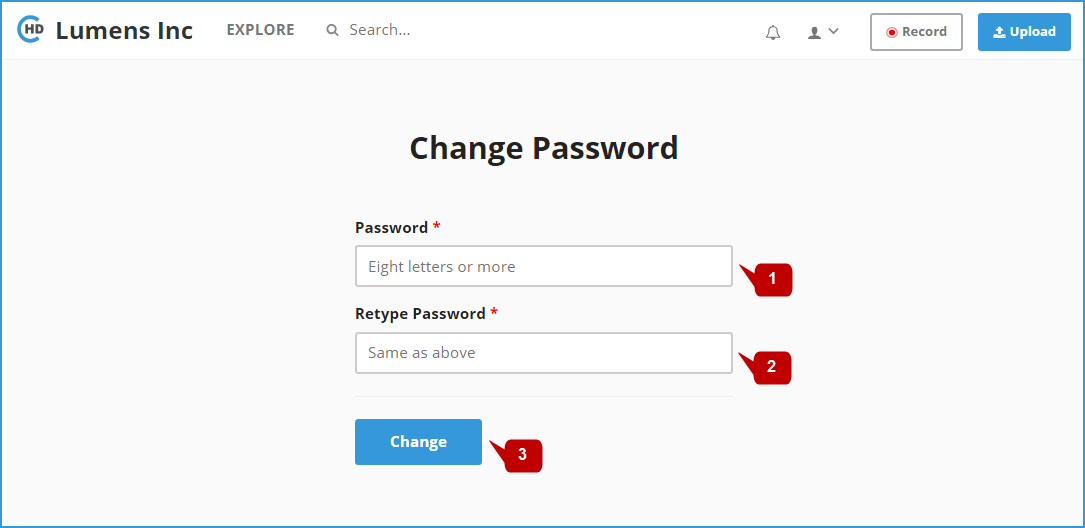 HD Lumens Inc EXPLORE Search... Record Upload
Change Password
Password *
Eight letters or more
1
Retype Password *
Same as above
2
Change
3